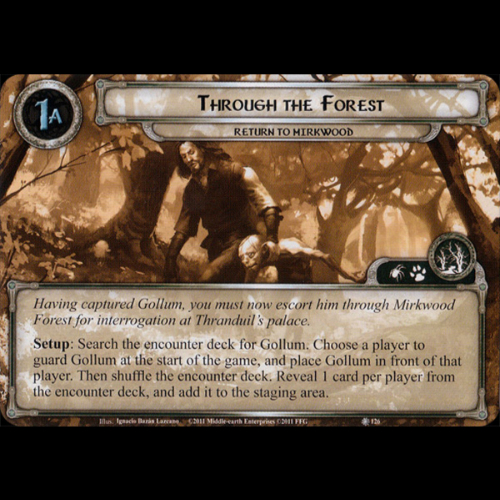 1A
THROUGH THE FOREST
RETURN TO MIRKWOOD
Having captured Gollum, you must now escort him through Mirkwood
Forest for interrogation at Thranduil's palace.
Setup: Search the encounter deck for Gollum. Choose a player to
guard Gollum at the start of the game, and place Gollum in front of that
player. Then shuffle the encounter deck. Reveal 1 card per player from
the encounter deck, and add it to the staging area.
Illus. Ignacio Bazán Lazcano ©2011 Middle-earth Enterprises ©2011 FFG 126